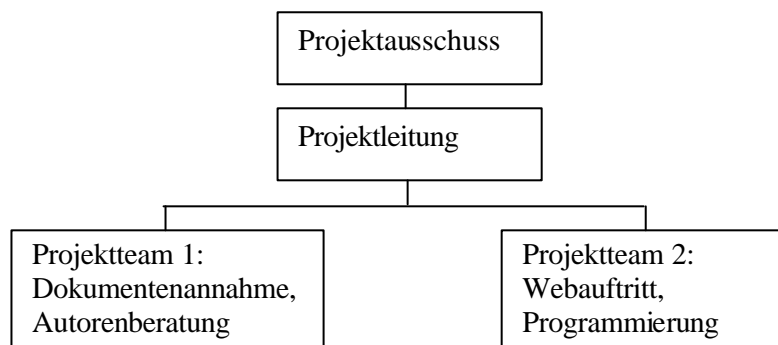 Projektausschuss
Projektleitung
Projektteam 1:
Dokumentenannahme,
Autorenberatung
Projektteam 2:
Webauftritt,
Programmierung